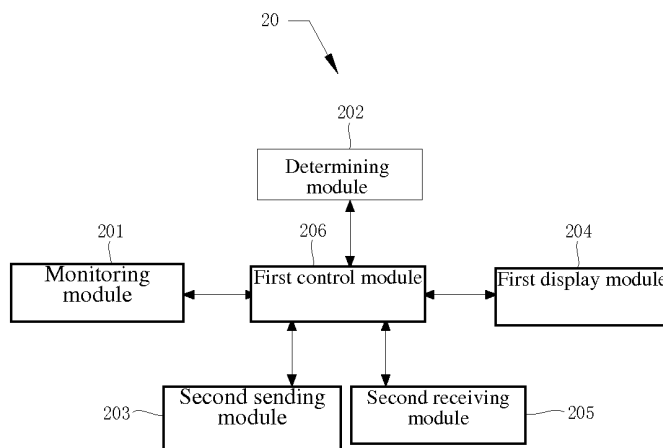 20
202
Determining
module
201
206
204
Monitoring
module
First control module
First display module
203
Second sending
module
Second receiving
module
205